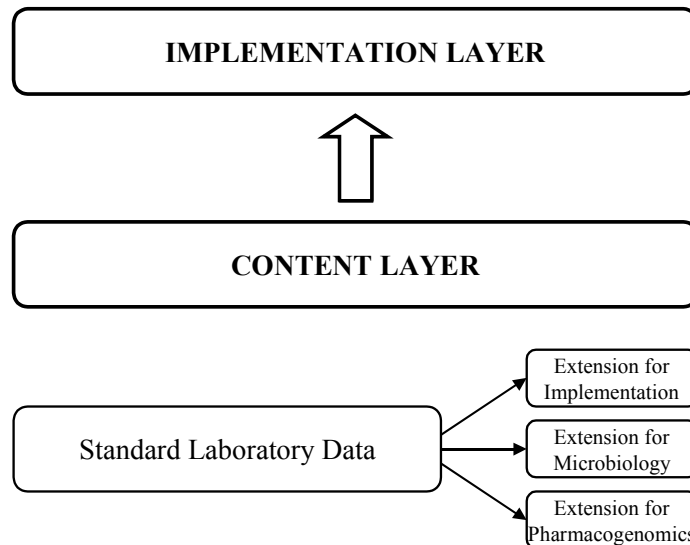 IMPLEMENTATION LAYER
CONTENT LAYER
Extension for
Implementation
Standard Laboratory Data
Extension for
Microbiology
Extension for
Pharmacogenomics